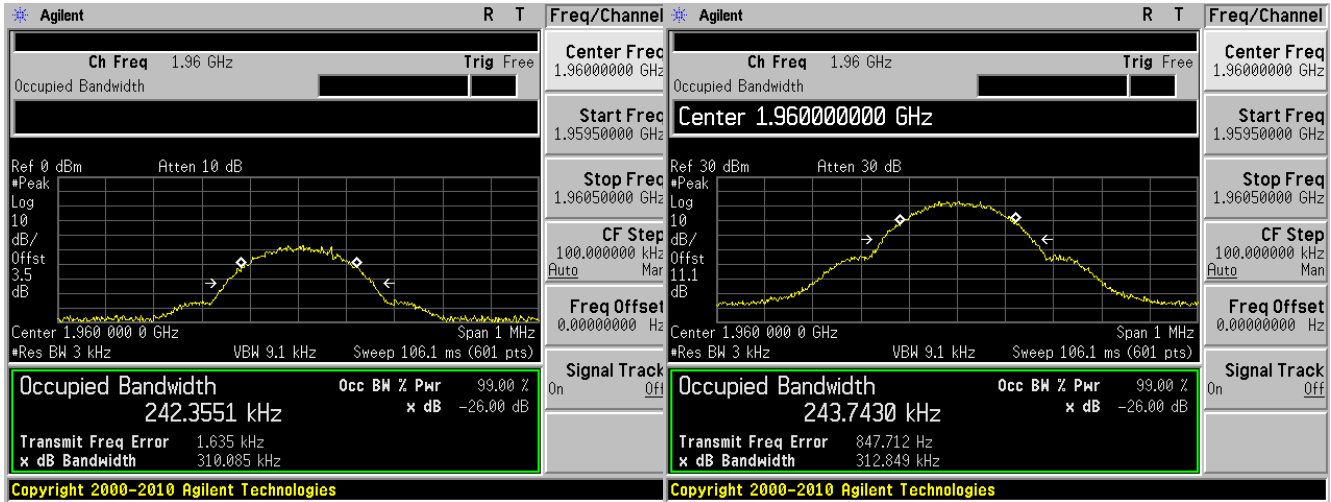 Agilent R T Freq/Channel
Ch Freq 1.96 GHz Trig Free
Occupied Bandwidth
Ref 0 dBm Atten 10 dB
#Peak
Log
10
dB/
Offst
3.5
dB
Center 1.960 000 0 GHz Span 1 MHz
#Res BW 3 kHz VBW 9.1 kHz Sweep 106.1 ms (601 pts)
Occupied Bandwidth Occ BW % Pwr 99.00 %
242.3551 kHz x dB -26.00 dB
Transmit Freq Error 1.635 kHz
x dB Bandwidth 310.085 kHz
Copyright 2000-2010 Agilent Technologies
Center Freq
1.96000000 GHz
Start Freq
1.95950000 GHz
Stop Freq
1.96050000 GHz
CF Step
100.000000 kHz
Auto Man
Freq Offset
0.00000000 Hz
Signal Track
On Off
Agilent R T Freq/Channel
Ch Freq 1.96 GHz Trig Free
Occupied Bandwidth
Center 1.960000000 GHz
Ref 30 dBm Atten 30 dB
#Peak
Log
10
dB/
Offst
11.1
dB
Center 1.960 000 0 GHz Span 1 MHz
#Res BW 3 kHz VBW 9.1 kHz Sweep 106.1 ms (601 pts)
Occupied Bandwidth Occ BW % Pwr 99.00 %
243.7430 kHz x dB -26.00 dB
Transmit Freq Error 847.712 Hz
x dB Bandwidth 312.849 kHz
Copyright 2000-2010 Agilent Technologies
Center Freq
1.96000000 GHz
Start Freq
1.95950000 GHz
Stop Freq
1.96050000 GHz
CF Step
100.000000 kHz
Auto Man
Freq Offset
0.00000000 Hz
Signal Track
On Off